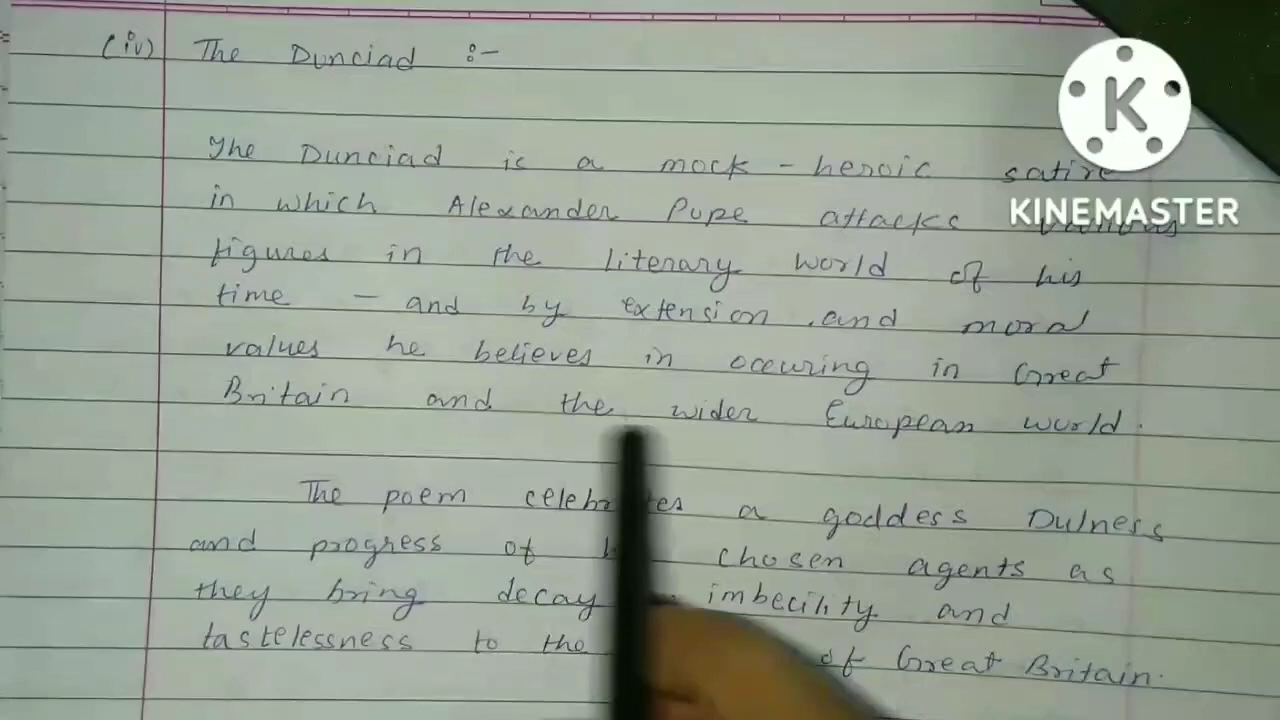 (iv) The Dunciad :-
The Dunciad is a mock - heroic satire
in which Alexander Pope attacks
figures in the literary world of his
time - and by extension and moral
values he believes in occuring in Great
Britain and the wider European world.
The poem celebrates a goddess Dulness
and progress of chosen agents as
they bring decay imbecility and
tastelessness to the of Great Britain.
K
KINEMASTER